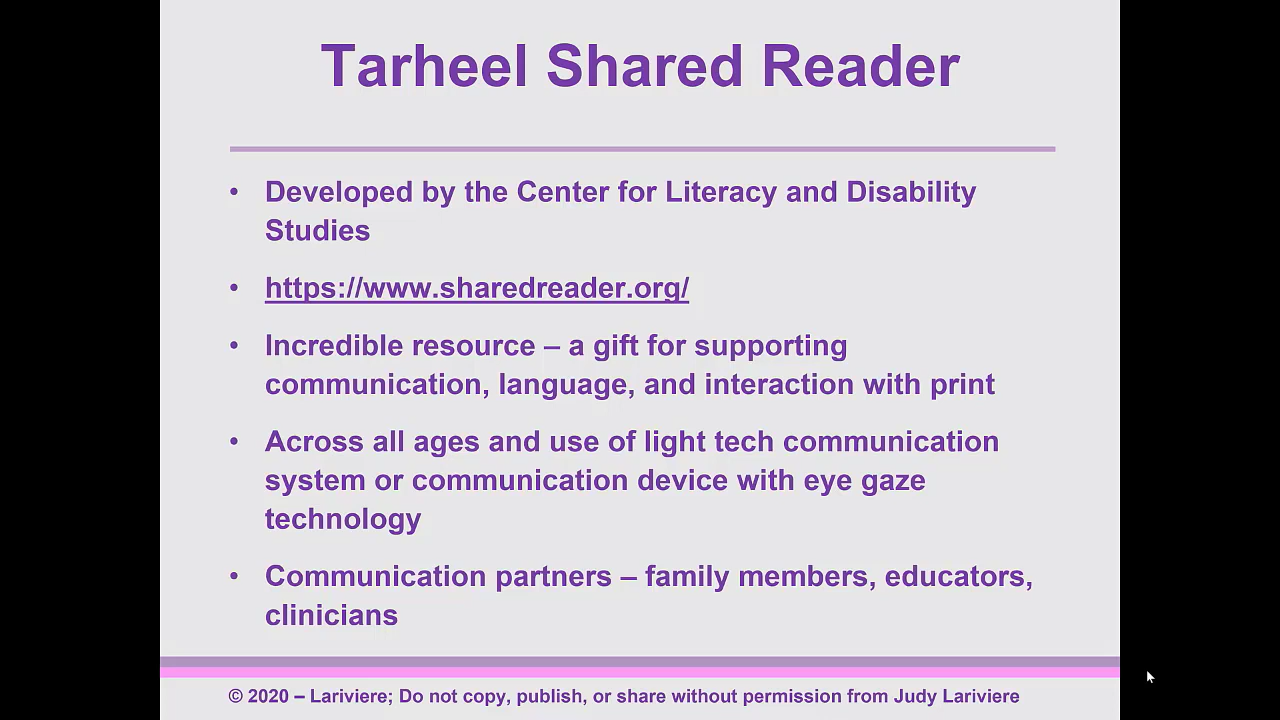 Tarheel Shared Reader
• Developed by the Center for Literacy and Disability
Studies
• https://www.sharedreader.org/
• Incredible resource – a gift for supporting
communication, language, and interaction with print
• Across all ages and use of light tech communication
system or communication device with eye gaze
technology
• Communication partners – family members, educators,
clinicians
© 2020 – Lariviere; Do not copy, publish, or share without permission from Judy Lariviere